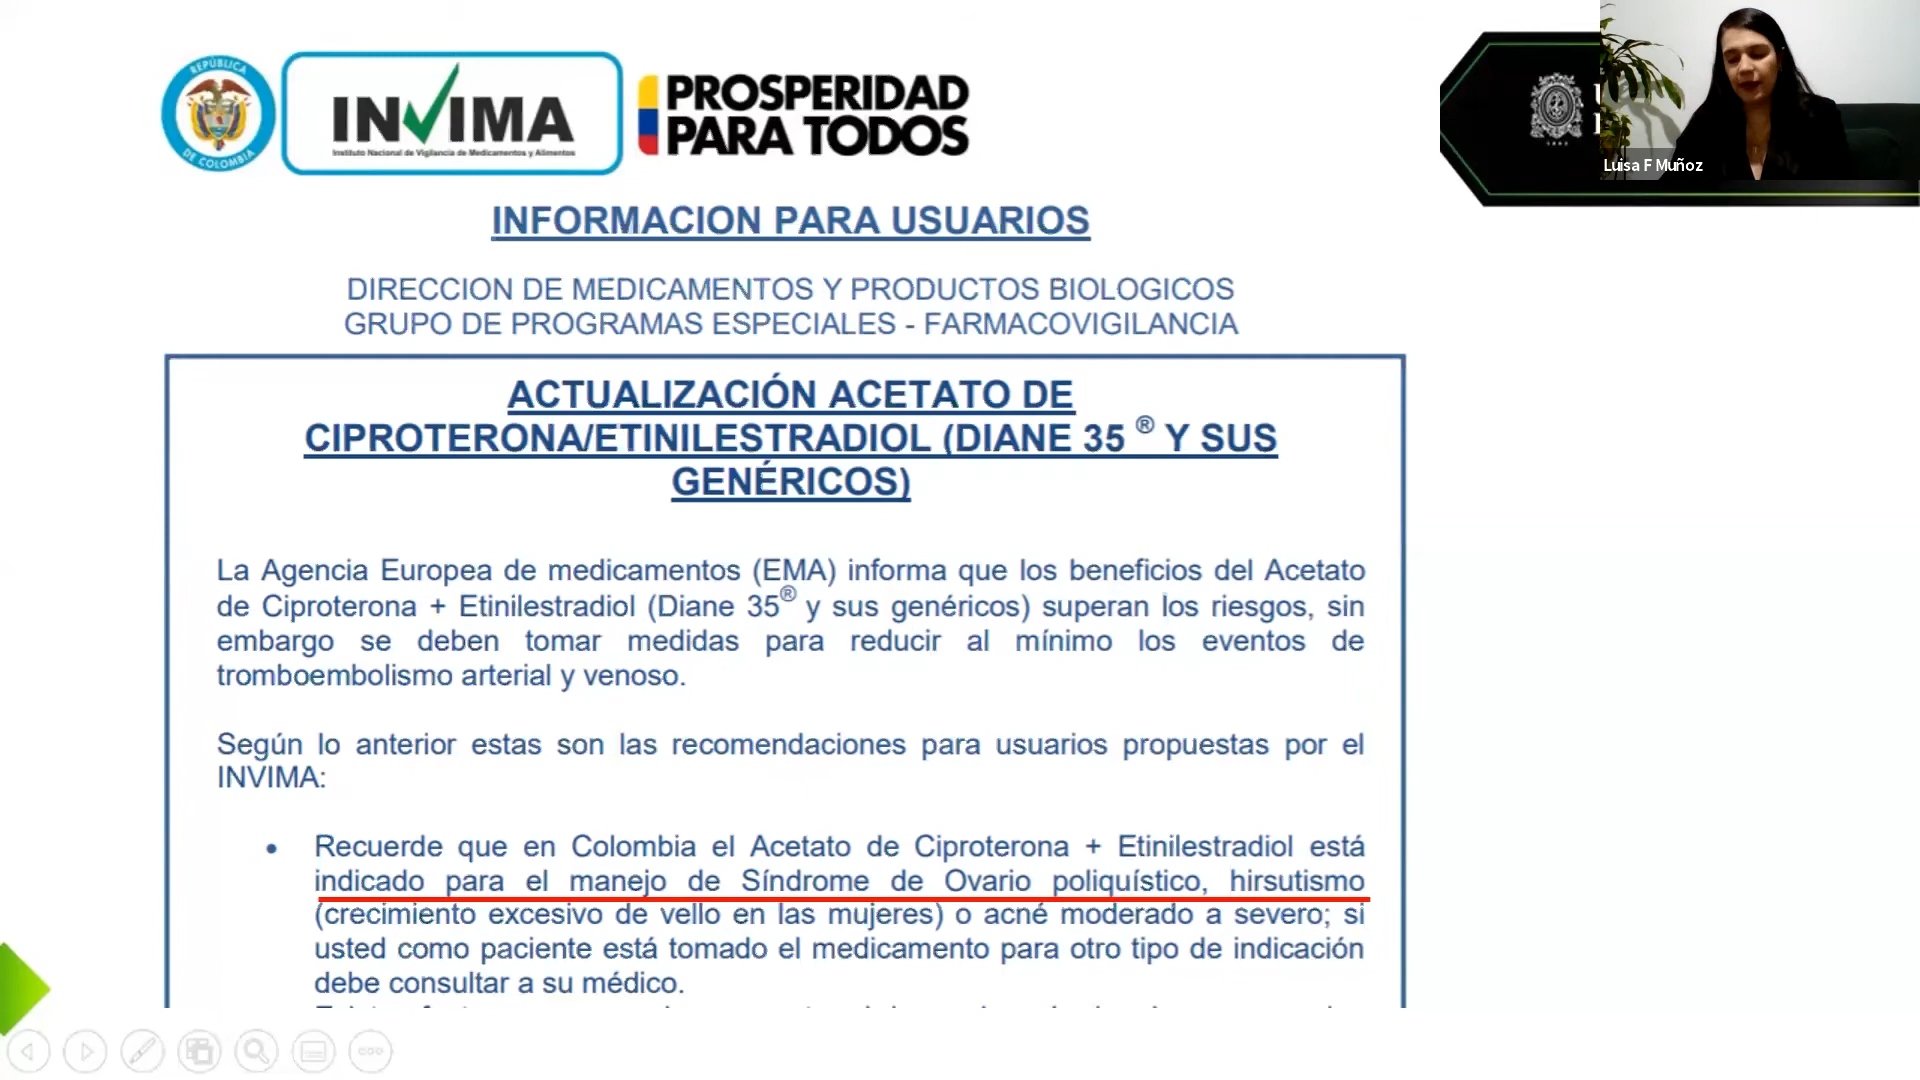 REPÚBLICA
DE COLOMBIA
INVIMA
Instituto Nacional de Vigilancia de Medicamentos y Alimentos
PROSPERIDAD
PARA TODOS
Luisa F Muñoz
INFORMACION PARA USUARIOS
DIRECCION DE MEDICAMENTOS Y PRODUCTOS BIOLOGICOS
GRUPO DE PROGRAMAS ESPECIALES - FARMACOVIGILANCIA
ACTUALIZACIÓN ACETATO DE
CIPROTERONA/ETINILESTRADIOL (DIANE 35 ® Y SUS
GENÉRICOS)
La Agencia Europea de medicamentos (EMA) informa que los beneficios del Acetato
de Ciproterona + Etinilestradiol (Diane 35® y sus genéricos) superan los riesgos, sin
embargo se deben tomar medidas para reducir al mínimo los eventos de
tromboembolismo arterial y venoso.
Según lo anterior estas son las recomendaciones para usuarios propuestas por el
INVIMA:
• Recuerde que en Colombia el Acetato de Ciproterona + Etinilestradiol está
indicado para el manejo de Síndrome de Ovario poliquístico, hirsutismo
(crecimiento excesivo de vello en las mujeres) o acné moderado a severo; si
usted como paciente está tomado el medicamento para otro tipo de indicación
debe consultar a su médico.